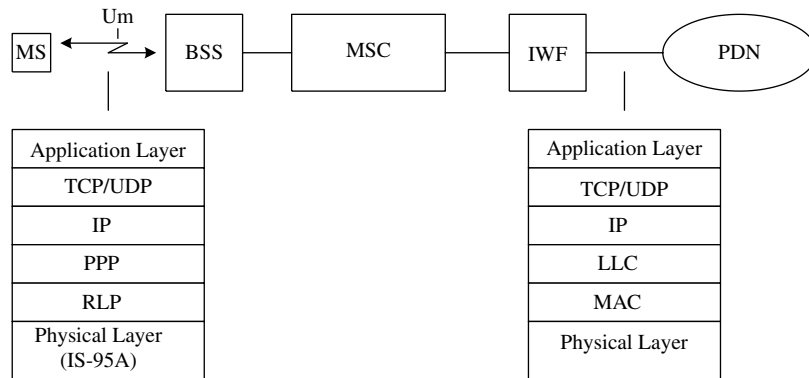 Um
MS
BSS
MSC
IWF
PDN
Application Layer
TCP/UDP
IP
PPP
RLP
Physical Layer
(IS-95A)
Application Layer
TCP/UDP
IP
LLC
MAC
Physical Layer